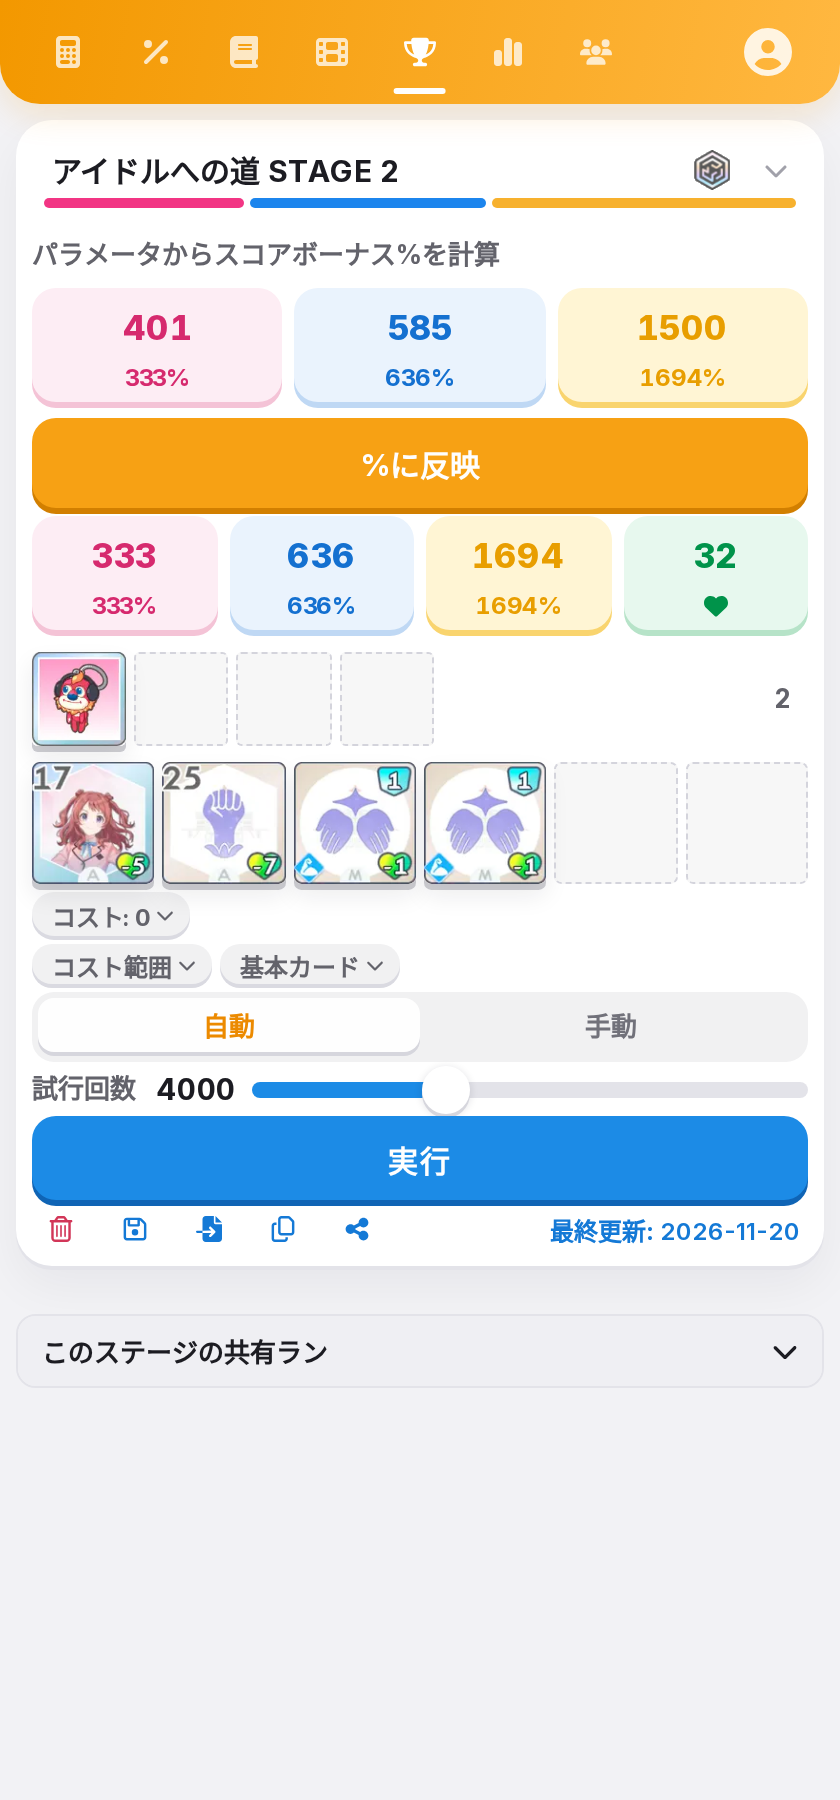 アイドルへの道 STAGE 2
パラメータからスコアボーナス%を計算
401 585 1500
333% 636% 1694%
%に反映
333 636 1694 32
333% 636% 1694%
2
17 25 1 1
-5 -7 -1 -1
A A M M
コスト: 0
コスト範囲 基本カード
自動 手動
試行回数 4000
実行
最終更新: 2026-11-20
このステージの共有ラン